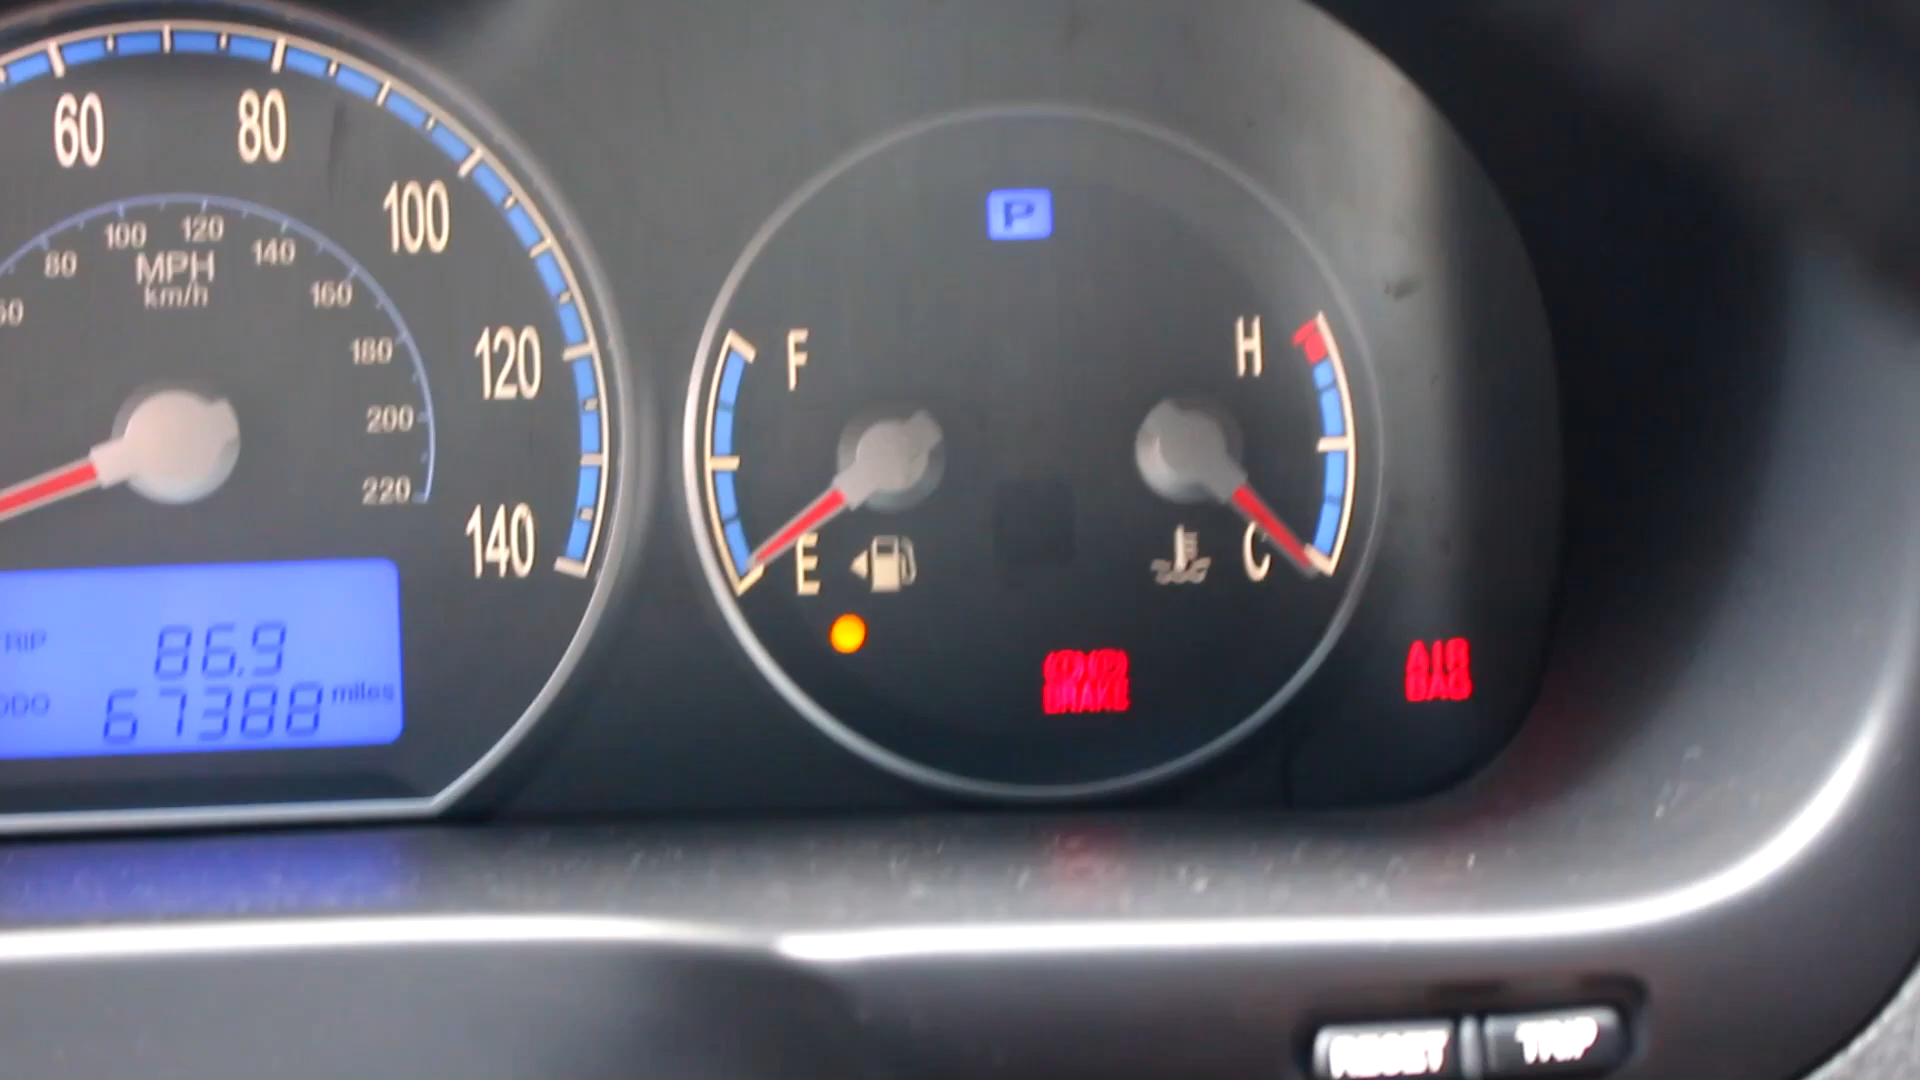 60
80
100
120
140
80
100
120
140
160
180
200
220
MPH
km/h
TRIP 86.9
ODO 67388 miles
P
F
E
H
C
BRAKE
AIR
BAG
RESET
TRIP